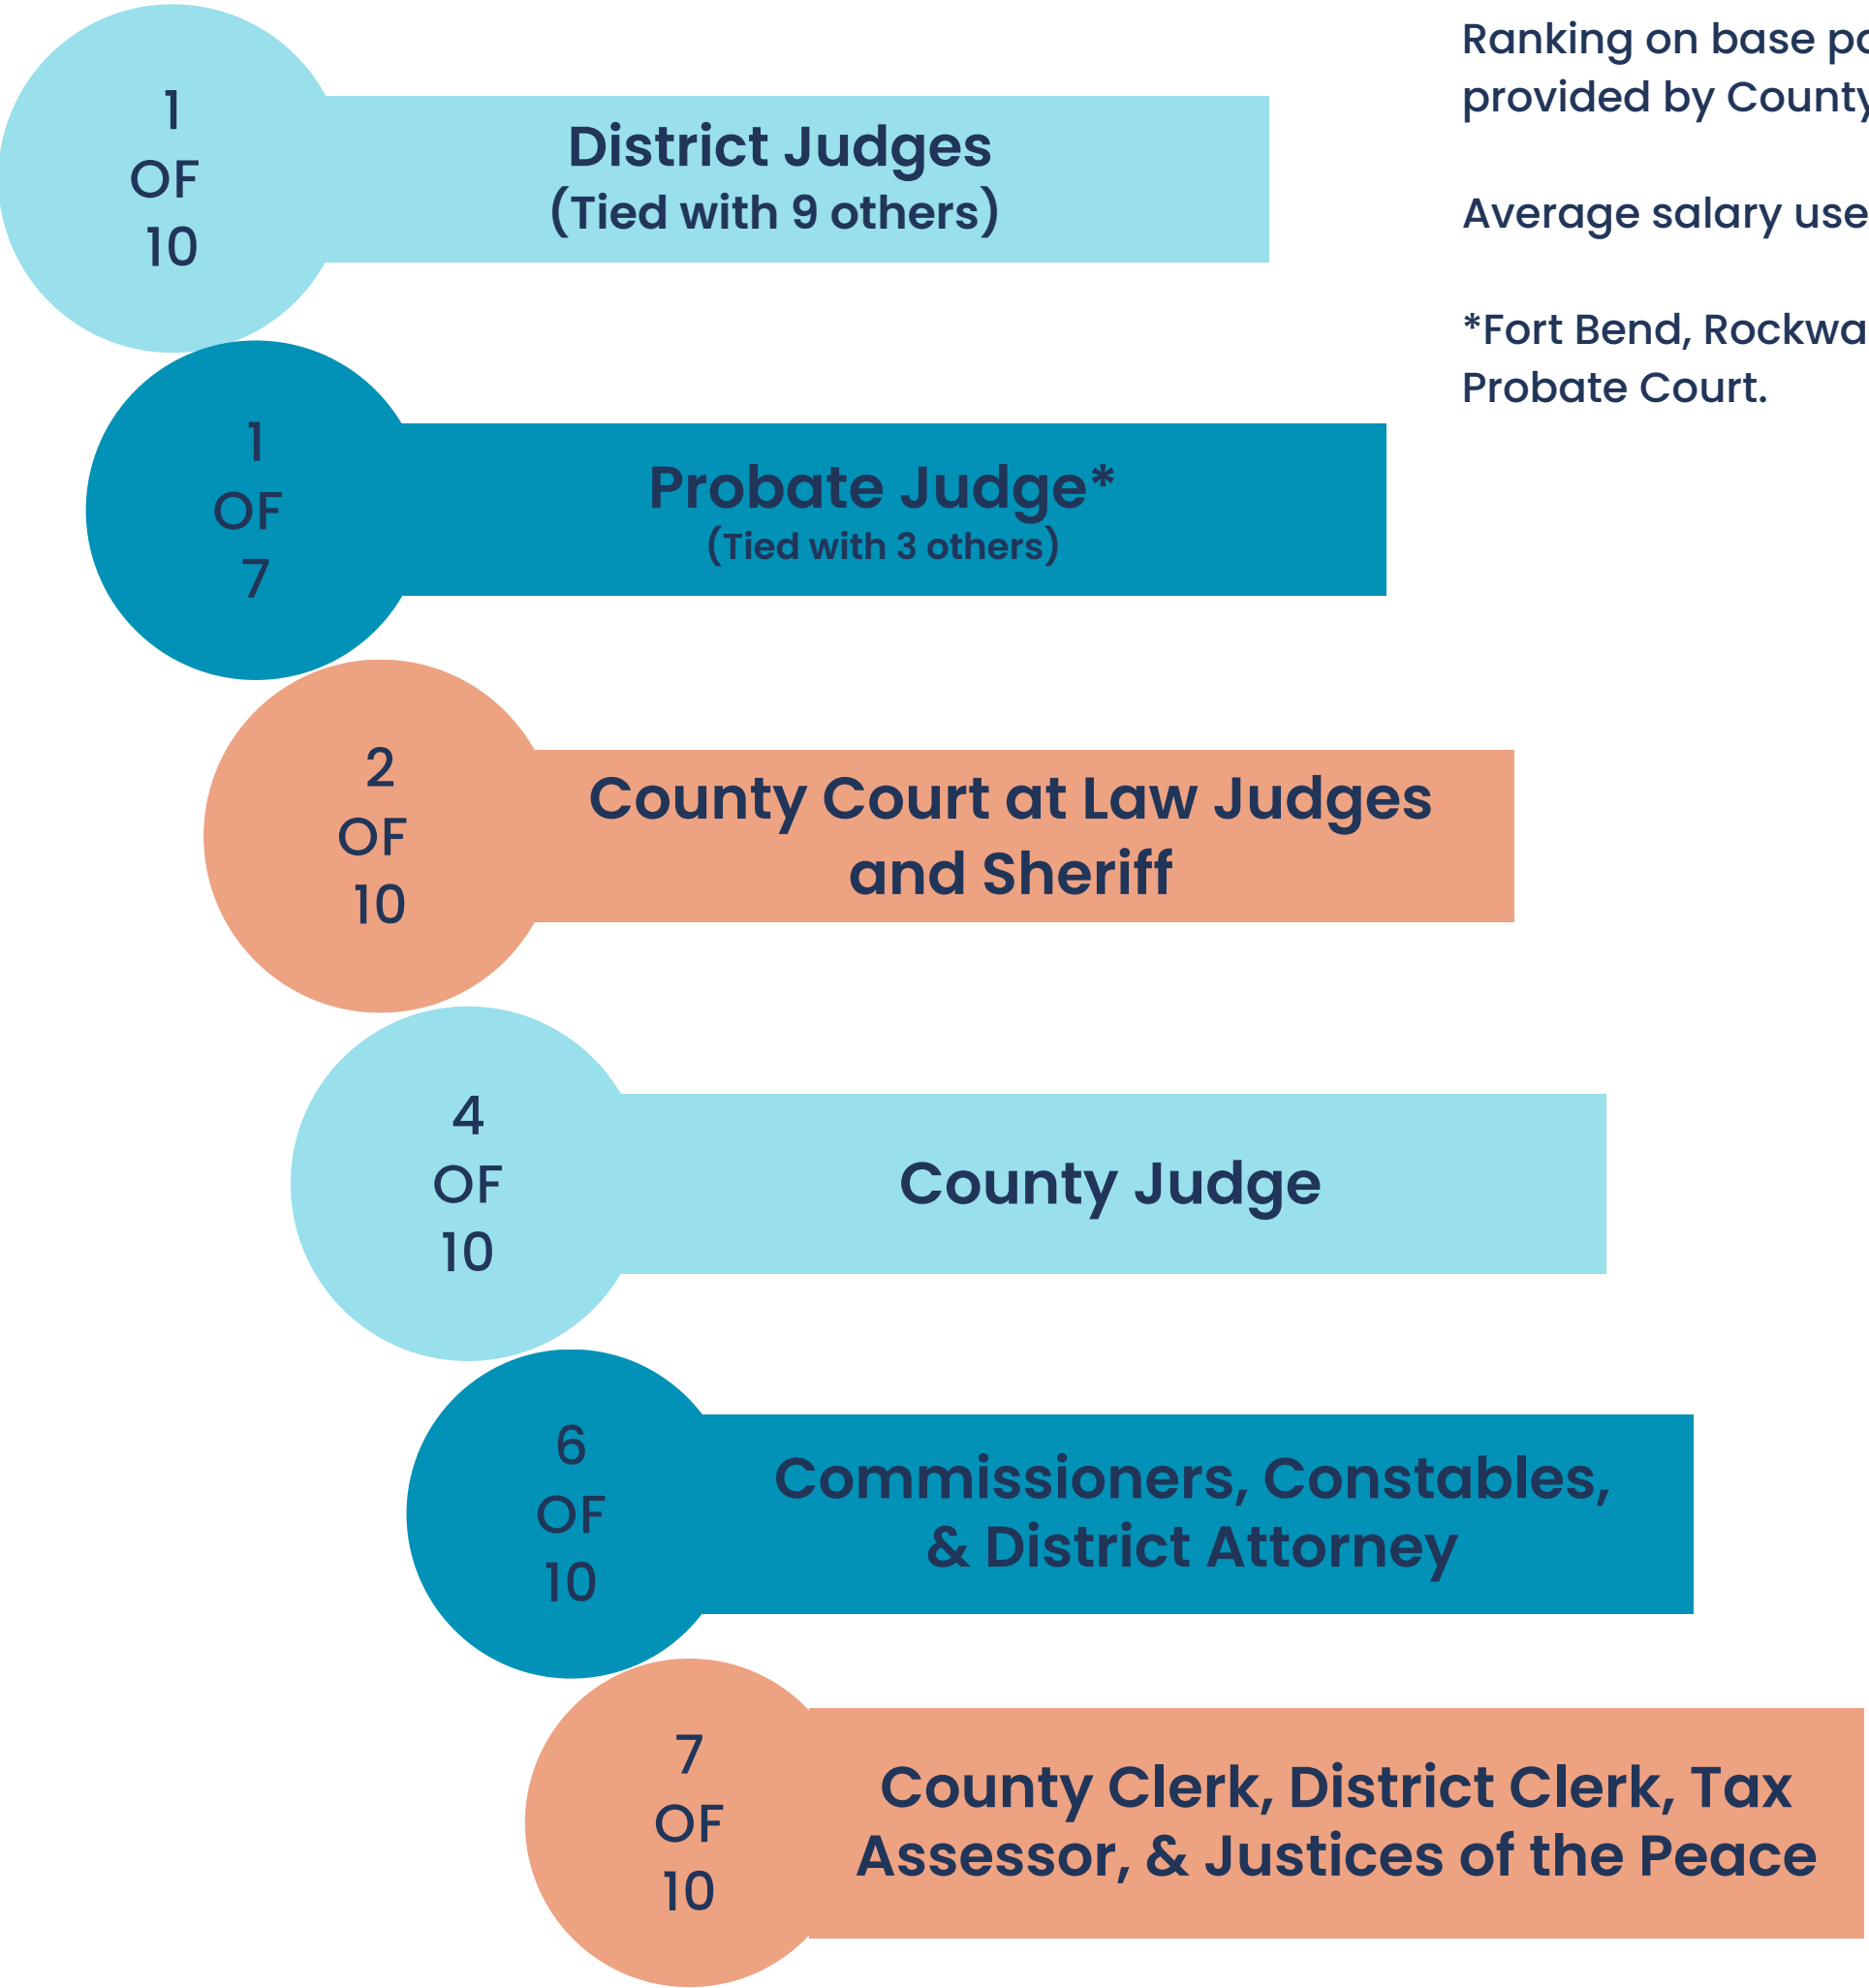 1
OF
10
District Judges
(Tied with 9 others)
1
OF
7
Probate Judge*
(Tied with 3 others)
2
OF
10
County Court at Law Judges
and Sheriff
4
OF
10
County Judge
6
OF
10
Commissioners, Constables,
& District Attorney
7
OF
10
County Clerk, District Clerk, Tax
Assessor, & Justices of the Peace
Ranking on base
provided by County
Average salary
*Fort Bend,
Probate Court.